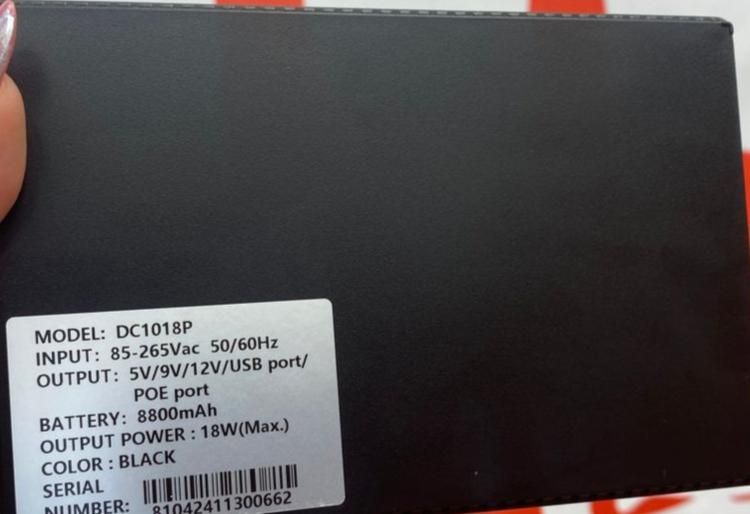 MODEL: DC1018P
INPUT: 85-265Vac 50/60Hz
OUTPUT: 5V/9V/12V/USB port/
POE port
BATTERY: 8800mAh
OUTPUT POWER : 18W(Max.)
COLOR : BLACK
SERIAL
NUMBER: 81042411300662